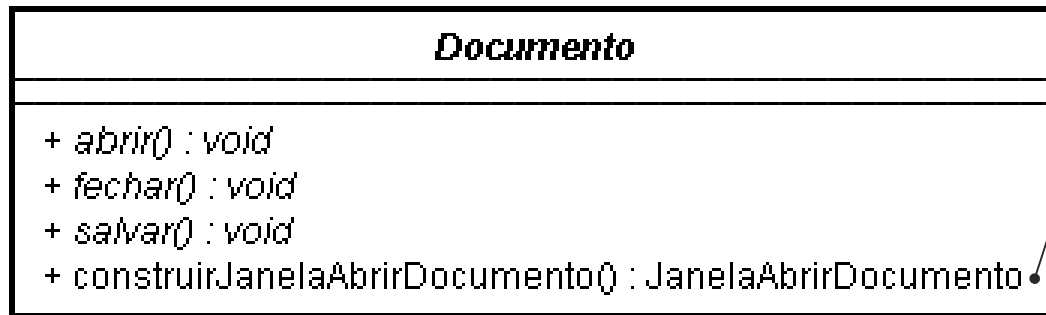 Documento
+ abrir() : void
+ fechar() : void
+ salvar() : void
+ construirJanelaAbrirDocumento() : JanelaAbrirDocumento